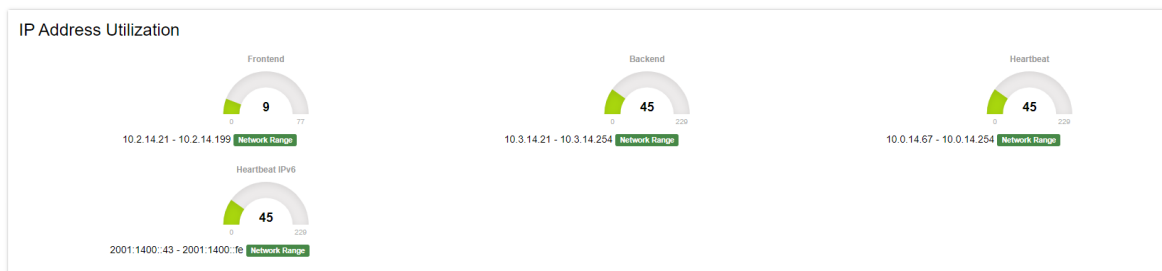 IP Address Utilization
Frontend
9
0 77
10.2.14.21 - 10.2.14.199 Network Range
Backend
45
0 229
10.3.14.21 - 10.3.14.254 Network Range
Heartbeat
45
0 229
10.0.14.67 - 10.0.14.254 Network Range
Heartbeat IPv6
45
0 229
2001:1400::43 - 2001:1400::fe Network Range